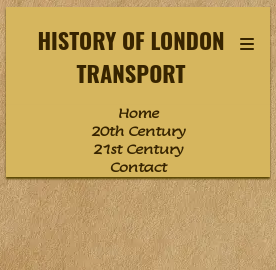 HISTORY OF LONDON
TRANSPORT
Home
20th Century
21st Century
Contact